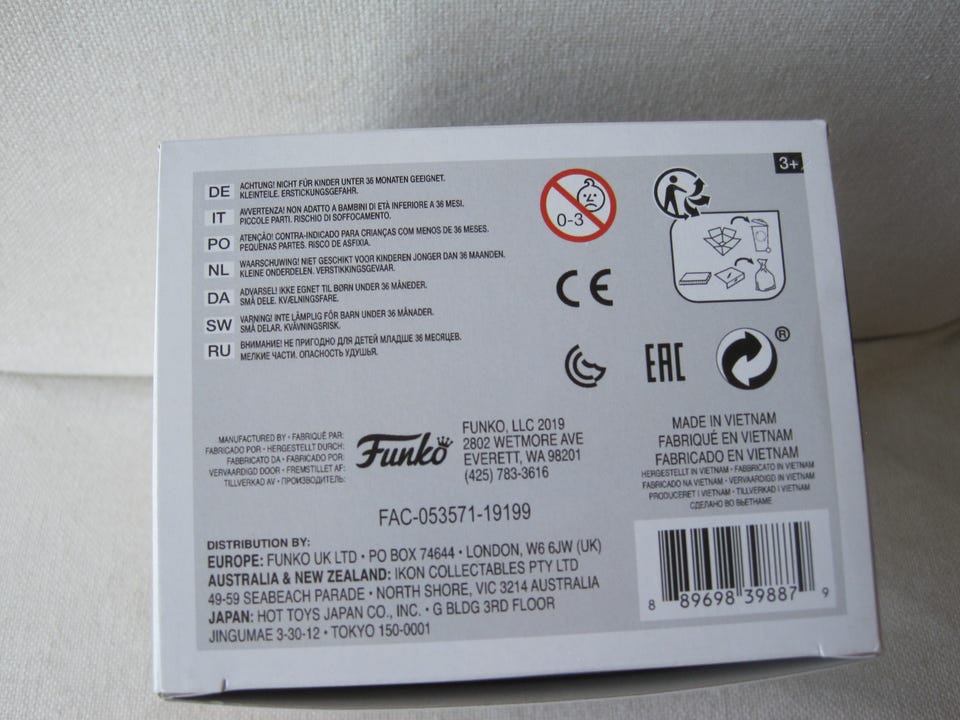 3+
DE
ACHTUNG! NICHT FÜR KINDER UNTER 36 MONATEN GEEIGNET.
KLEINTEILE. ERSTICKUNGSGEFAHR.
IT
AVVERTENZA! NON ADATTO A BAMBINI DI ETÀ INFERIORE A 36 MESI.
PICCOLE PARTI. RISCHIO DI SOFFOCAMENTO.
PO
ATENÇÃO! CONTRA-INDICADO PARA CRIANÇAS COM MENOS DE 36 MESES.
PEQUENAS PARTES. RISCO DE ASFIXIA.
NL
WAARSCHUWING! NIET GESCHIKT VOOR KINDEREN JONGER DAN 36 MAANDEN.
KLEINE ONDERDELEN. VERSTIKKINGSGEVAAR.
DA
ADVARSEL! IKKE EGNET TIL BØRN UNDER 36 MÅNEDER.
SMÅ DELE. KVÆLNINGSFARE.
SW
VARNING! INTE LÄMPLIG FÖR BARN UNDER 36 MÅNADER.
SMÅ DELAR. KVÄVNINGSRISK.
RU
ВНИМАНИЕ! НЕ ПРИГОДНО ДЛЯ ДЕТЕЙ МЛАДШЕ 36 МЕСЯЦЕВ.
МЕЛКИЕ ЧАСТИ. ОПАСНОСТЬ УДУШЬЯ.
0-3
CE
EAC
®
MANUFACTURED BY • FABRIQUÉ PAR:
FABRICADO POR • HERGESTELLT DURCH:
FABBRICATO DA • FABRICADO POR:
VERVAARDIGD DOOR • FREMSTILLET AF:
TILLVERKAD AV • ПРОИЗВОДИТЕЛЬ:
Funko
FUNKO, LLC 2019
2802 WETMORE AVE
EVERETT, WA 98201
(425) 783-3616
MADE IN VIETNAM
FABRIQUÉ EN VIETNAM
FABRICADO EN VIETNAM
HERGESTELLT IN VIETNAM • FABBRICATO IN VIETNAM
FABRICADO NA VIETNAM • VERVAARDIGD IN VIETNAM
PRODUCERET I VIETNAM • TILLVERKAD I VIETNAM
СДЕЛАНО ВО ВЬЕТНАМЕ
FAC-053571-19199
DISTRIBUTION BY:
EUROPE: FUNKO UK LTD • PO BOX 74644 • LONDON, W6 6JW (UK)
AUSTRALIA & NEW ZEALAND: IKON COLLECTABLES PTY LTD
49-59 SEABEACH PARADE • NORTH SHORE, VIC 3214 AUSTRALIA
JAPAN: HOT TOYS JAPAN CO., INC. • G BLDG 3RD FLOOR
JINGUMAE 3-30-12 • TOKYO 150-0001
8 89698 39887 9